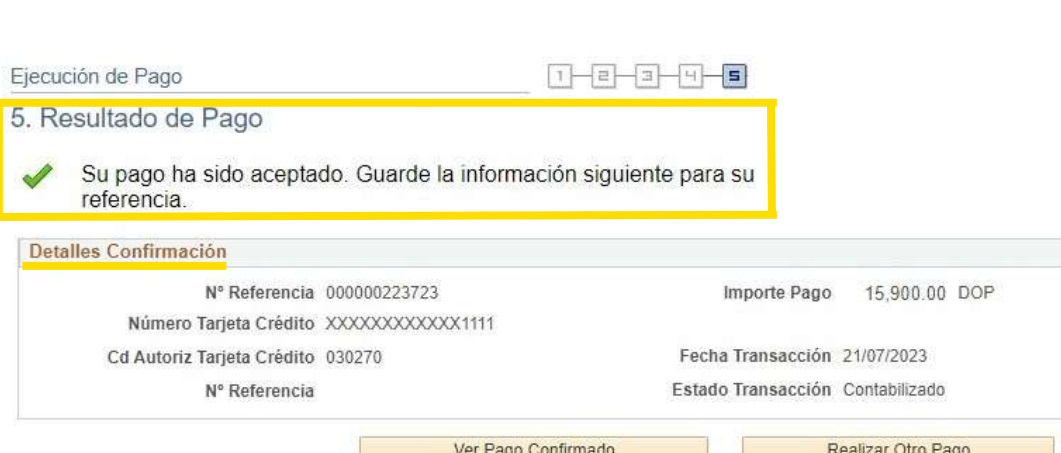 Ejecución de Pago
1 2 3 4 5
5. Resultado de Pago
Su pago ha sido aceptado. Guarde la información siguiente para su
referencia.
Detalles Confirmación
Nº Referencia 000000223723 Importe Pago 15,900.00 DOP
Número Tarjeta Crédito XXXXXXXXXXXX1111
Cd Autoriz Tarjeta Crédito 030270 Fecha Transacción 21/07/2023
Nº Referencia Estado Transacción Contabilizado
Ver Pago Confirmado Realizar Otro Pago